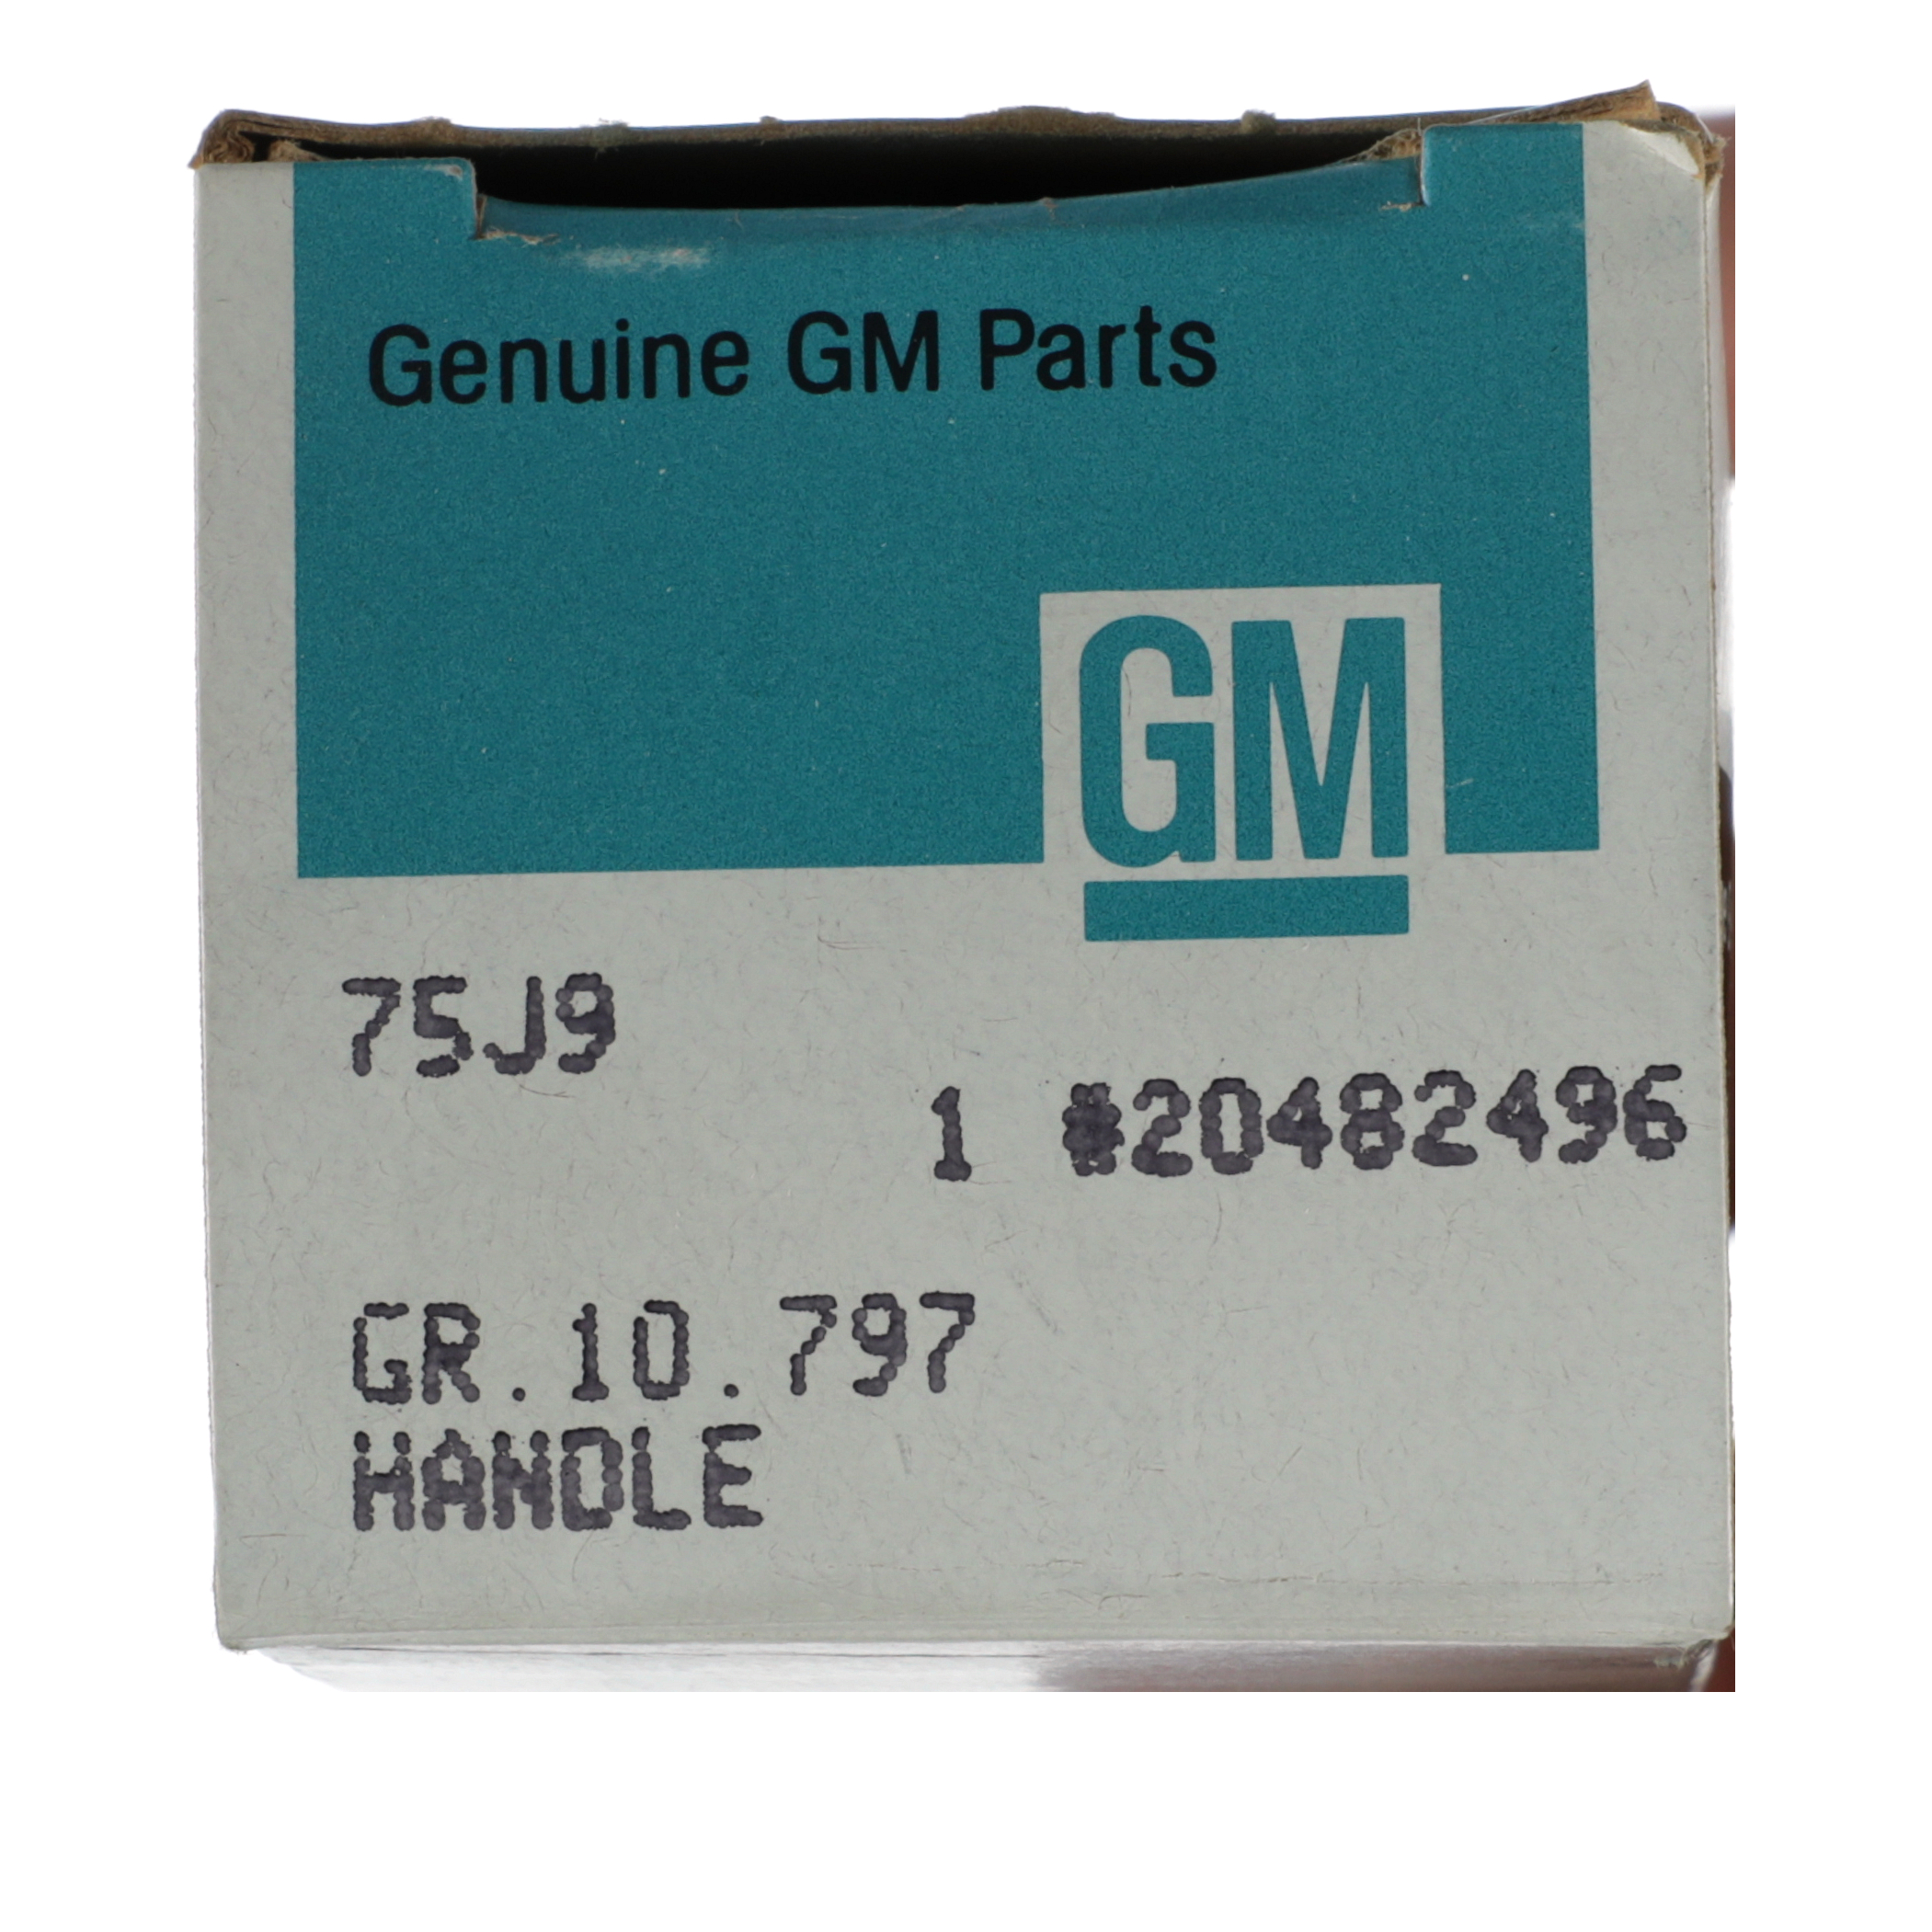 Genuine GM Parts
GM
75J9
1 #20482496
GR.10.797
HANDLE